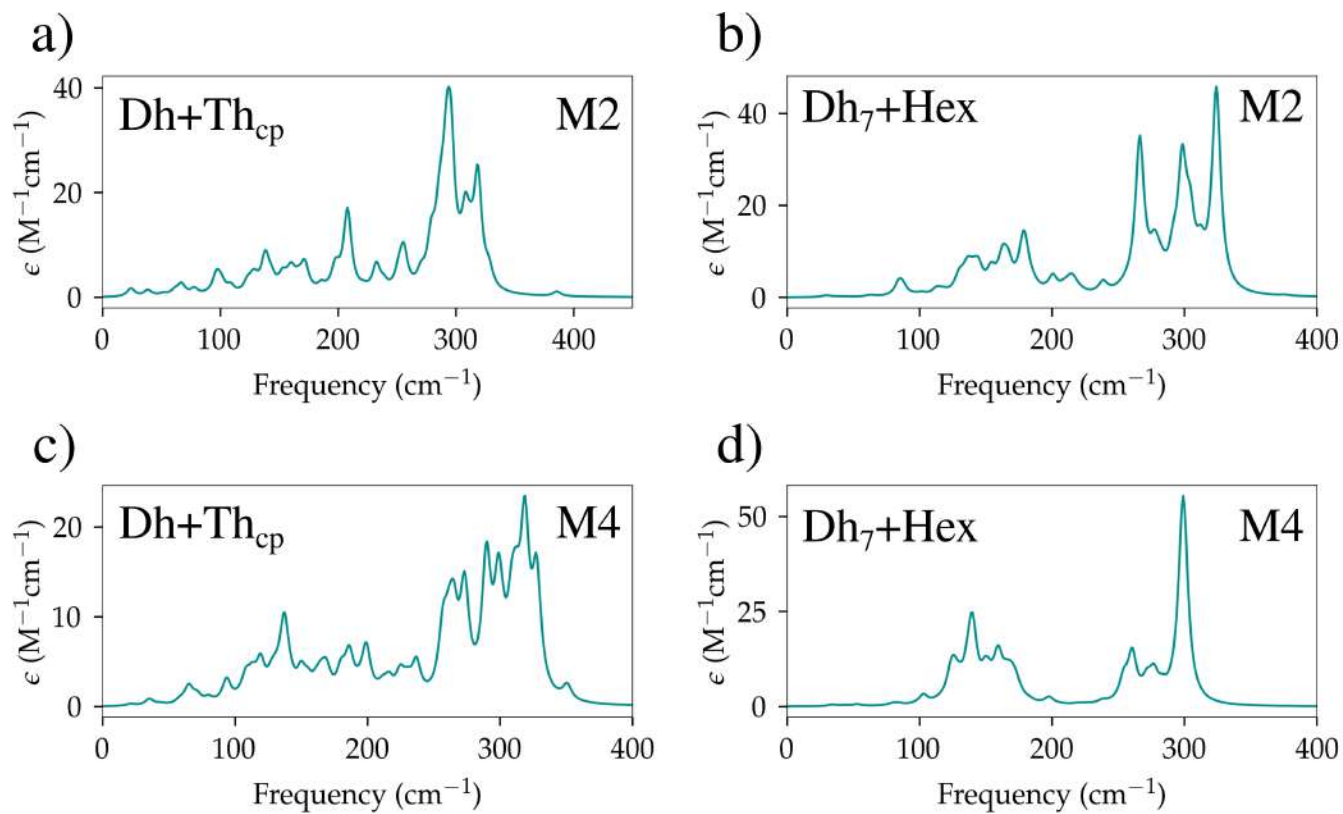 a)
Dh+Th_cp M2
ϵ (M⁻¹cm⁻¹)
40
20
0
0 100 200 300 400
Frequency (cm⁻¹)
b)
Dh₇+Hex M2
ϵ (M⁻¹cm⁻¹)
40
20
0
0 100 200 300 400
Frequency (cm⁻¹)
c)
Dh+Th_cp M4
ϵ (M⁻¹cm⁻¹)
20
10
0
0 100 200 300 400
Frequency (cm⁻¹)
d)
Dh₇+Hex M4
ϵ (M⁻¹cm⁻¹)
50
25
0
0 100 200 300 400
Frequency (cm⁻¹)